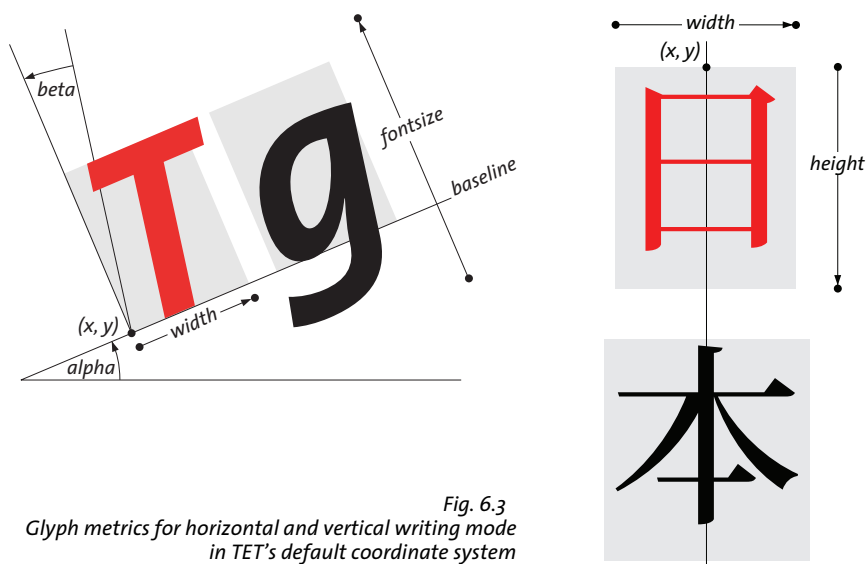 beta
fontsize
Tg
baseline
(x, y)
width
alpha
width
(x, y)
height
日
本
Fig. 6.3
Glyph metrics for horizontal and vertical writing mode
in TET's default coordinate system